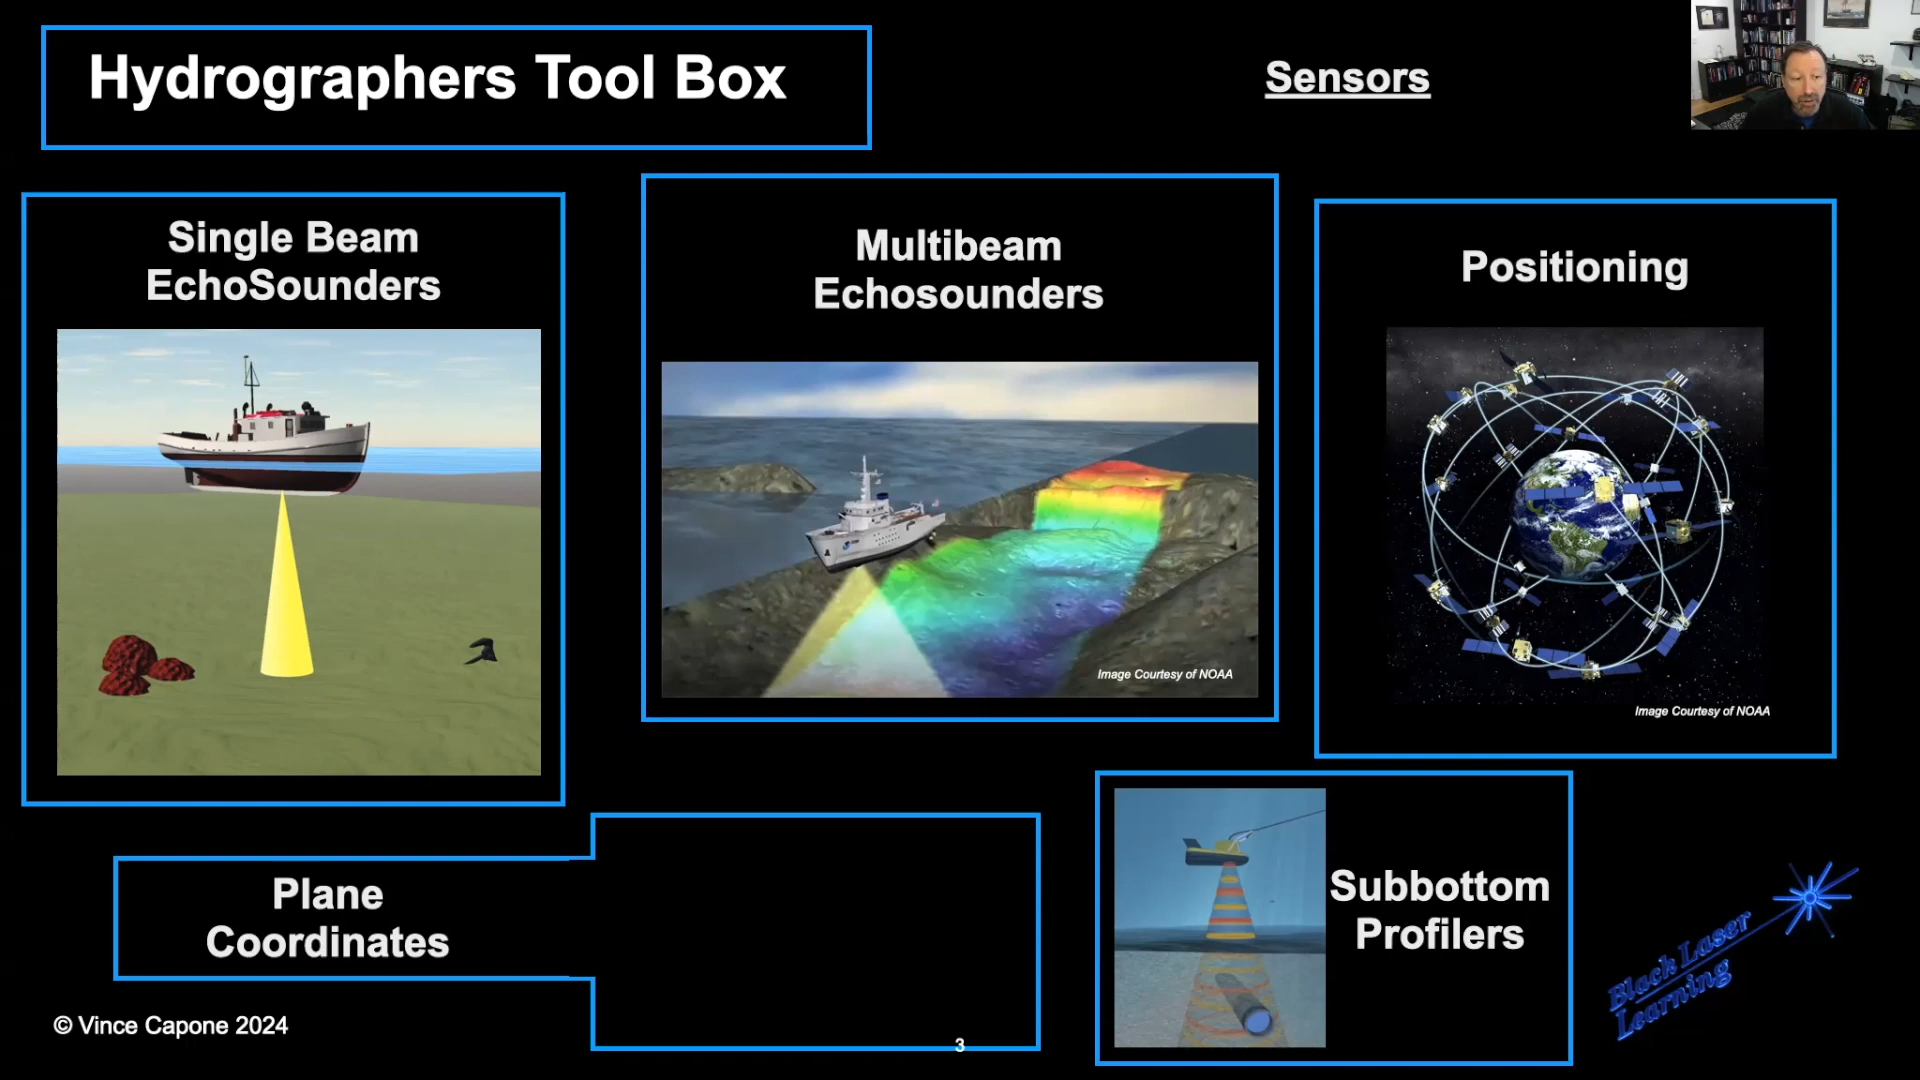 Hydrographers Tool Box
Sensors
Single Beam
EchoSounders
Multibeam
Echosounders
Positioning
Image Courtesy of NOAA
Image Courtesy of NOAA
Plane
Coordinates
Subbottom
Profilers
Black Laser
Learning
© Vince Capone 2024
3